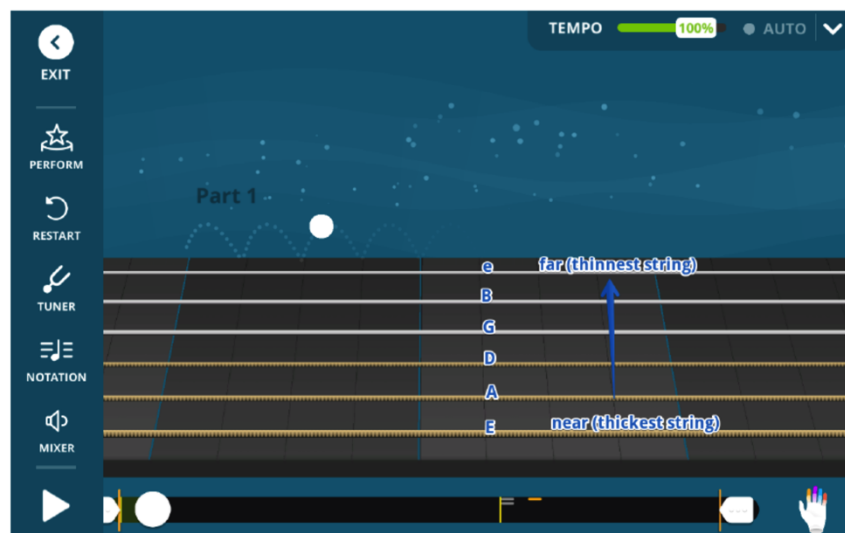 TEMPO 100% AUTO
EXIT
PERFORM
Part 1
RESTART
e far (thinnest string)
B
TUNER
G
D
NOTATION
A
E near (thickest string)
MIXER